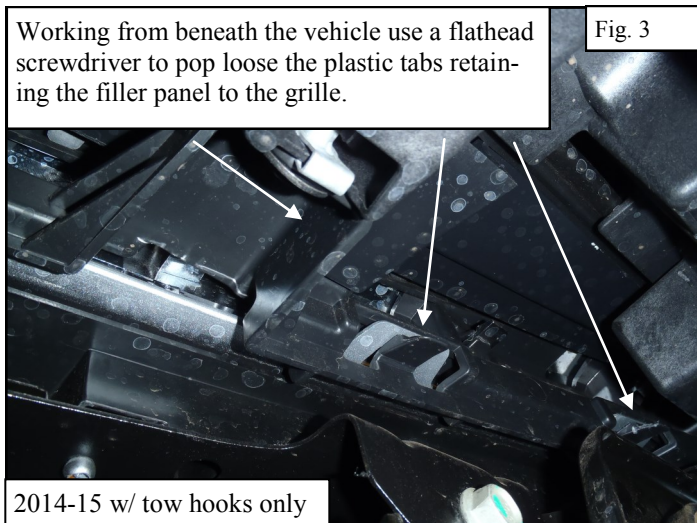 Working from beneath the vehicle use a flathead
screwdriver to pop loose the plastic tabs retain-
ing the filler panel to the grille.
Fig. 3
2014-15 w/ tow hooks only